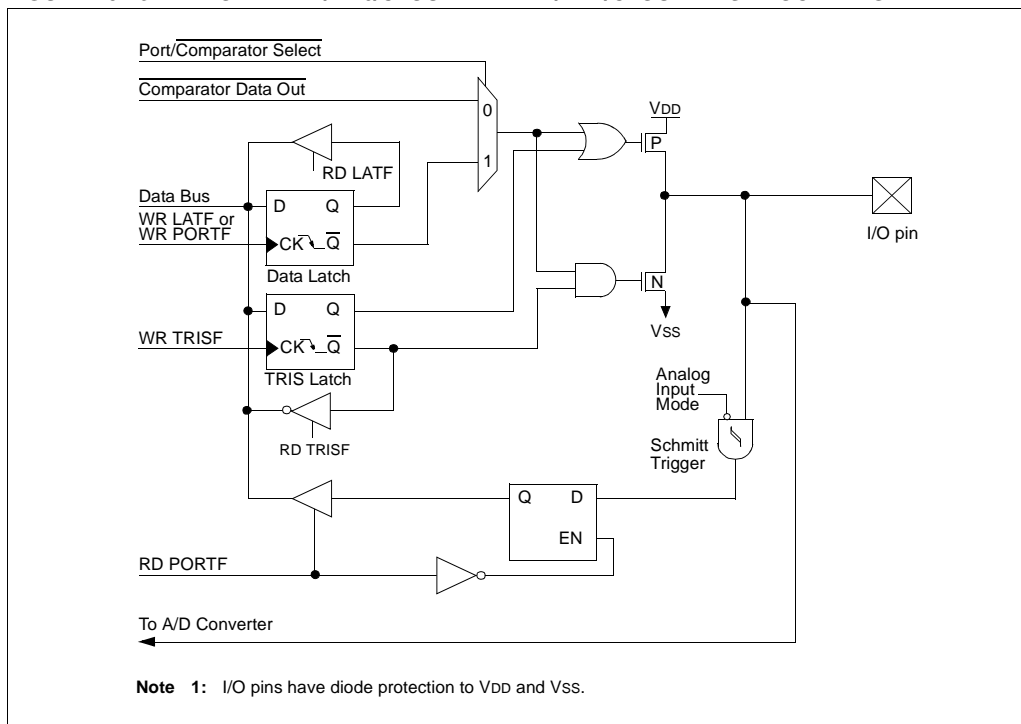 Port/Comparator Select
Comparator Data Out
0
1
VDD
P
RD LATF
Data Bus
WR LATF or
WR PORTF
D Q
CK Q
Data Latch
I/O pin
N
VSS
D Q
WR TRISF
CK Q
TRIS Latch
Analog
Input
Mode
RD TRISF
Schmitt
Trigger
Q D
EN
RD PORTF
To A/D Converter
Note 1: I/O pins have diode protection to VDD and VSS.